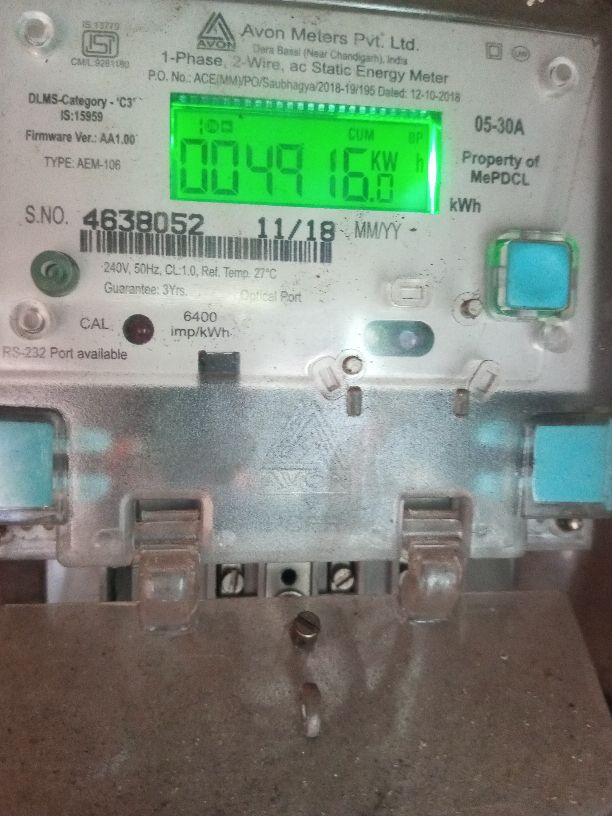 IS:13779
CM/L:9281180
AVON
Avon Meters Pvt. Ltd.
Dera Bassi (Near Chandigarh), India
1-Phase, 2-Wire, ac Static Energy Meter
P.O. No.: ACE(MM)/PO/Saubhagya/2018-19/195 Dated: 12-10-2018
DLMS-Category - 'C3'
IS:15959
Firmware Ver.: AA1.00
TYPE: AEM-106
CUM BP
004916.0 KW h
05-30A
Property of
MePDCL
kWh
S.NO. 4638052 11/18 MM/YY
240V, 50Hz, CL:1.0, Ref. Temp. 27°C
Guarantee: 3Yrs.
Optical Port
CAL
6400
imp/kWh
RS-232 Port available
AVON